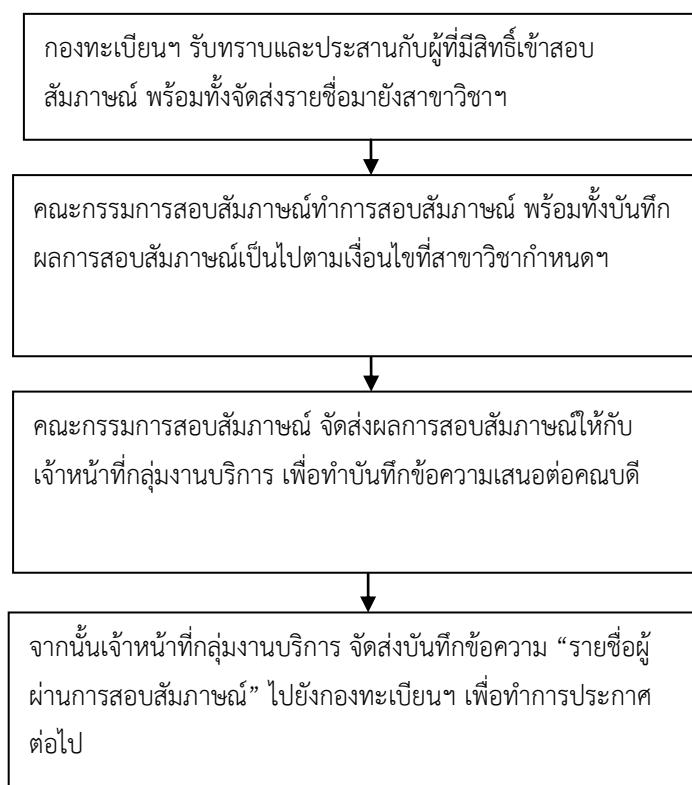 กองทะเบียนฯ รับทราบและประสานกับผู้ที่มีสิทธิ์เข้าสอบ
สัมภาษณ์ พร้อมทั้งจัดส่งรายชื่อมายังสาขาวิชาฯ
คณะกรรมการสอบสัมภาษณ์ทำการสอบสัมภาษณ์ พร้อมทั้งบันทึก
ผลการสอบสัมภาษณ์เป็นไปตามเงื่อนไขที่สาขาวิชากำหนดฯ
คณะกรรมการสอบสัมภาษณ์ จัดส่งผลการสอบสัมภาษณ์ให้กับ
เจ้าหน้าที่กลุ่มงานบริการ เพื่อทำบันทึกข้อความเสนอต่อคณบดี
จากนั้นเจ้าหน้าที่กลุ่มงานบริการ จัดส่งบันทึกข้อความ “รายชื่อผู้
ผ่านการสอบสัมภาษณ์” ไปยังกองทะเบียนฯ เพื่อทำการประกาศ
ต่อไป